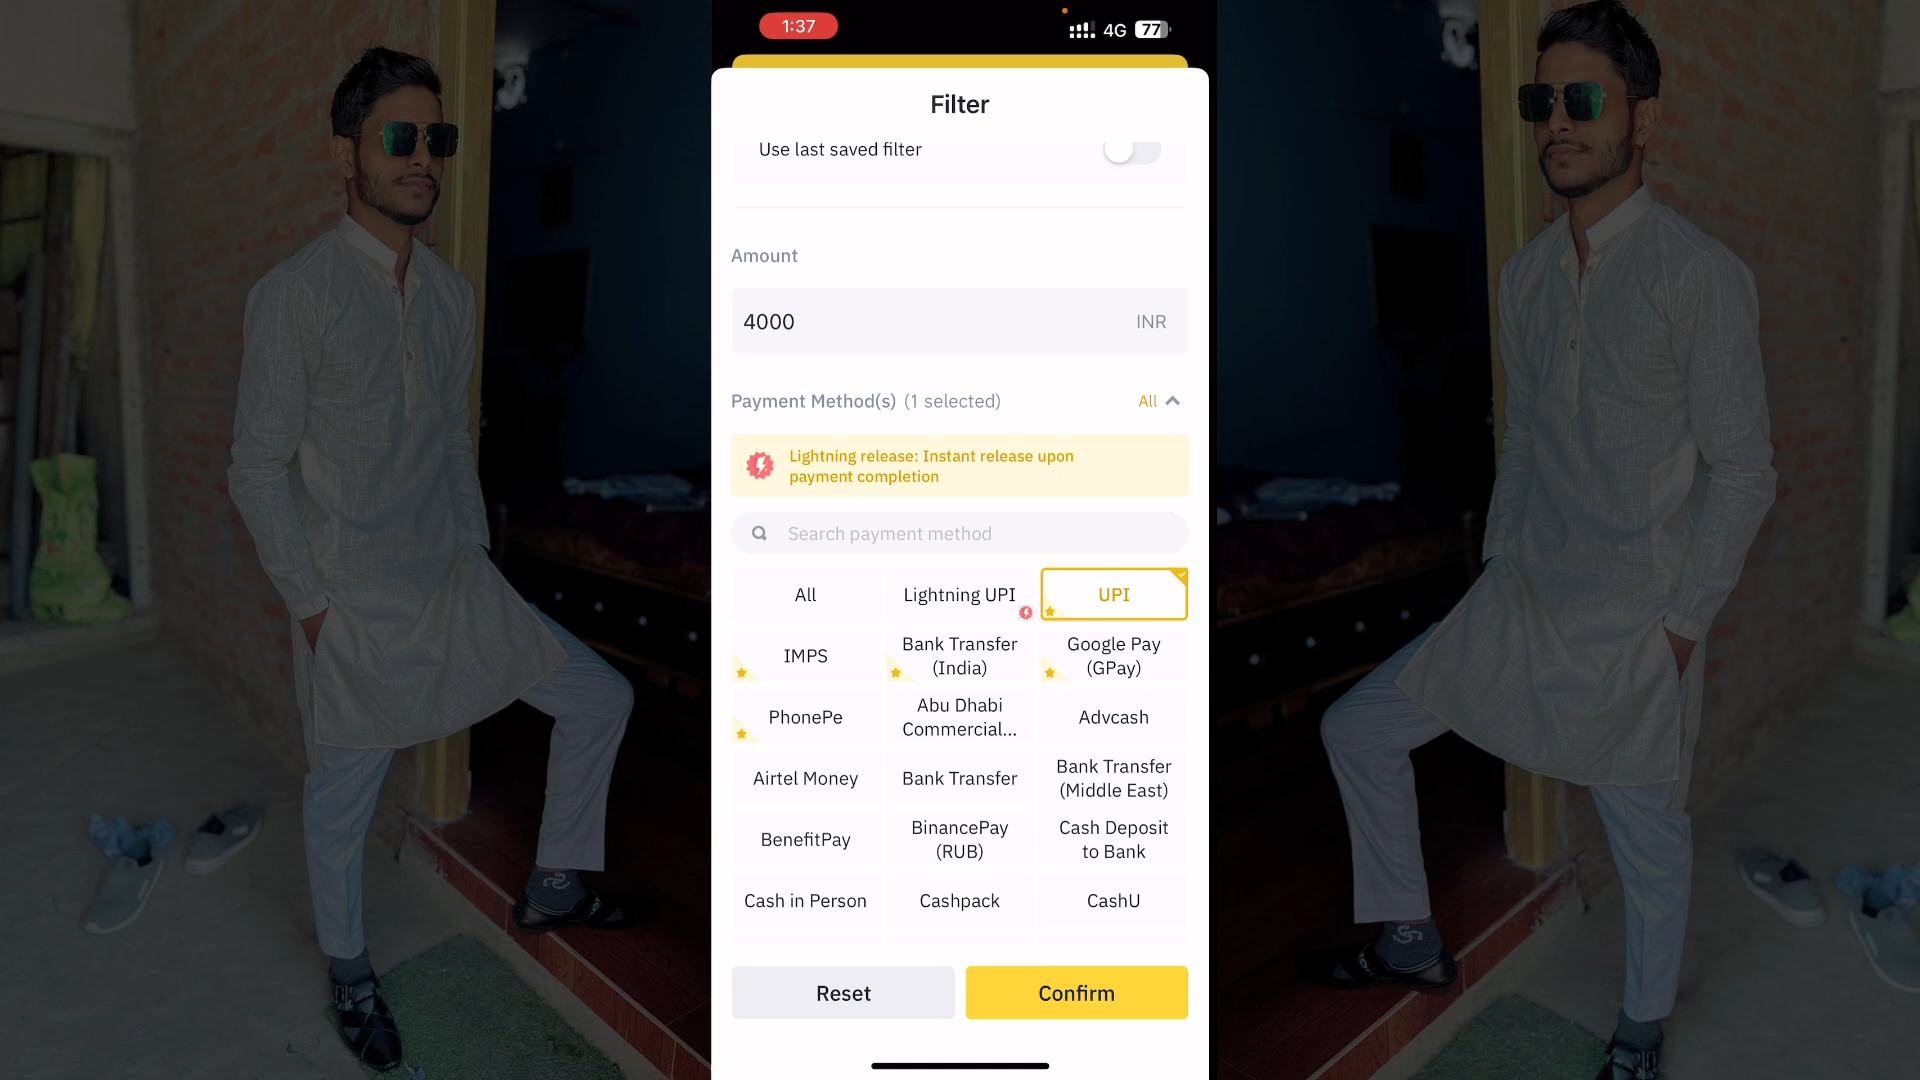 1:37
4G 77
Filter
Use last saved filter
Amount
4000 INR
Payment Method(s) (1 selected) All
Lightning release: Instant release upon
payment completion
Search payment method
All
Lightning UPI
UPI
IMPS
Bank Transfer
(India)
Google Pay
(GPay)
PhonePe
Abu Dhabi
Commercial...
Advcash
Airtel Money
Bank Transfer
Bank Transfer
(Middle East)
BenefitPay
BinancePay
(RUB)
Cash Deposit
to Bank
Cash in Person
Cashpack
CashU
Reset
Confirm